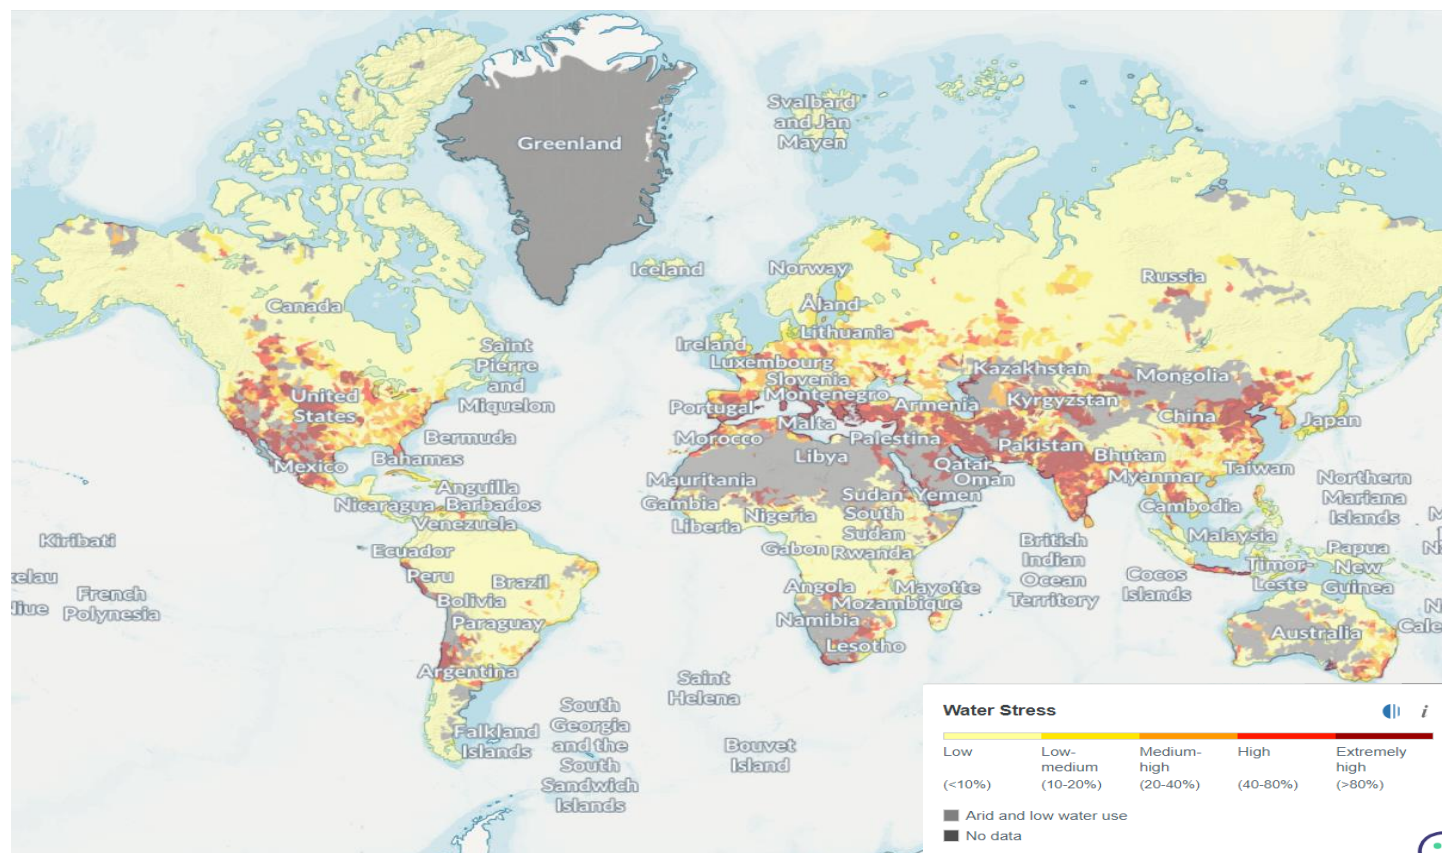 Greenland
Svalbard
and Jan
Mayen
Iceland
Norway
Russia
Canada
Åland
Lithuania
Saint
Pierre
and
Miquelon
Ireland
Luxembourg
Slovenia
Montenegro
Kazakhstan
Mongolia
United
States
Portugal
Armenia
Kyrgyzstan
China
Japan
Bermuda
Malta
Morocco
Palestina
Pakistan
Libya
Bhutan
Mexico
Bahamas
Qatar
Taiwan
Mauritania
Oman
Myanmar
Northern
Mariana
Islands
Anguilla
Sudan
Yemen
Nicaragua
Barbados
Gambia
Nigeria
South
Sudan
Cambodia
Venezuela
Liberia
Kiribati
Ecuador
Gabon
Rwanda
British
Indian
Ocean
Territory
Malaysia
Papua
New
Guinea
kelau
Peru
Brazil
Angola
Mayotte
Cocos
Islands
Timor-
Leste
French
Polynesia
liue
Bolivia
Mozambique
Paraguay
Namibia
Australia
N
Cale
Argentina
Lesotho
Saint
Helena
Falkland
Islands
South
Georgia
and the
South
Sandwich
Islands
Bouvet
Island
Water Stress
i
Low
Low-
medium
Medium-
high
High
Extremely
high
(<10%)
(10-20%)
(20-40%)
(40-80%)
(>80%)
Arid and low water use
No data